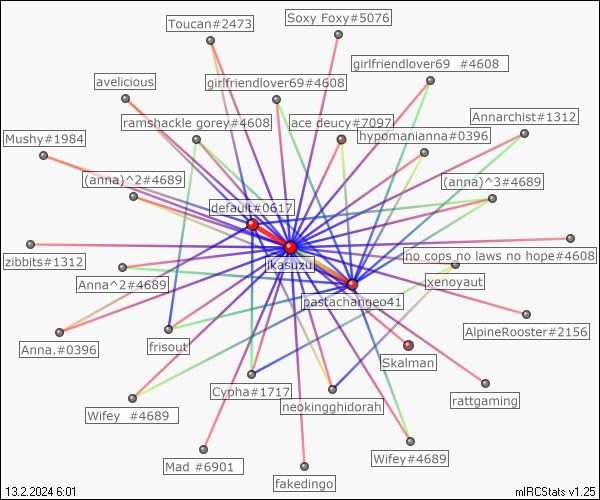 Soxy Foxy#5076
Toucan#2473
girlfriendlover69 #4608
avelicious
girlfriendlover69#4608
Annarchist#1312
ramshackle gorey#4608
ace deucy#7097
Mushy#1984
hypomanianna#0396
(anna)^2#4689
(anna)^3#4689
default#0617
zibbits#1312
jkasuzu
no cops,no laws no hope#4608
Anna^2#4689
xenoyaut
pastachangeo41
AlpineRooster#2156
Anna.#0396
frisout
Skalman
Cypha#1717
rattgaming
neokingghidorah
Wifey #4689
Wifey#4689
Mad #6901
fakedingo
13.2.2024 6:01
mIRCStats v1.25